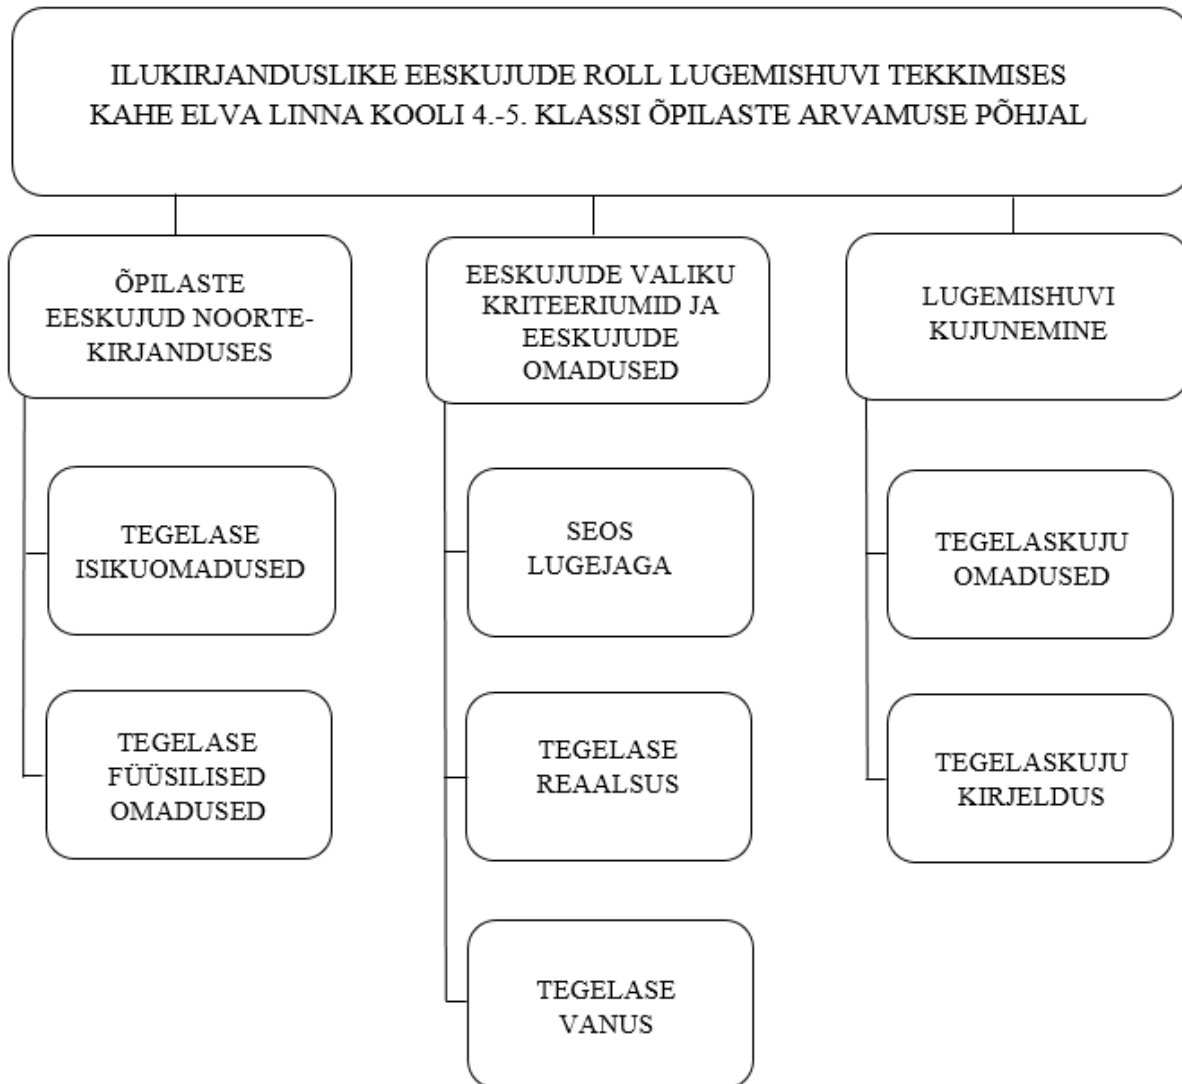 ILUKIRJANDUSLIKE EESKUJUDE ROLL LUGEMISHUVI TEKKIMISES
KAHE ELVA LINNA KOOLI 4.-5. KLASSI ÕPILASTE ARVAMUSE PÕHJAL
ÕPILASTE
EESKUJUD NOORTE-
KIRJANDUSES
TEGELASE
ISIKUOMADUSED
TEGELASE
FÜÜSILISED
OMADUSED
EESKUJUDE VALIKU
KRITEERIUMID JA
EESKUJUDE
OMADUSED
SEOS
LUGEJAGA
TEGELASE
REAALSUS
TEGELASE
VANUS
LUGEMISHUVI
KUJUNEMINE
TEGELASKUJU
OMADUSED
TEGELASKUJU
KIRJELDUS